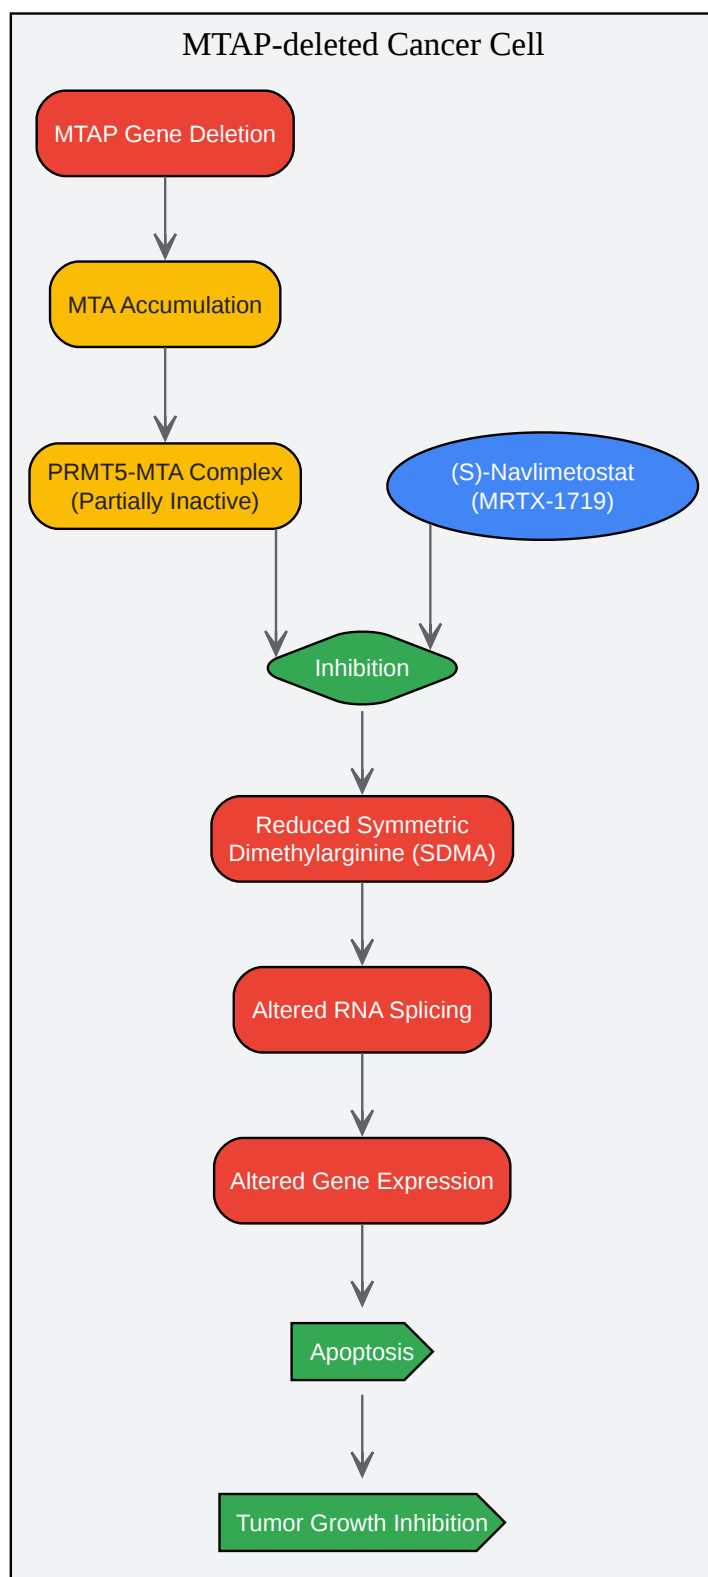 MTAP-deleted Cancer Cell
MTAP Gene Deletion
MTA Accumulation
PRMT5-MTA Complex
(Partially Inactive)
(S)-Navlimetostat
(MRTX-1719)
Inhibition
Reduced Symmetric
Dimethylarginine (SDMA)
Altered RNA Splicing
Altered Gene Expression
Apoptosis
Tumor Growth Inhibition